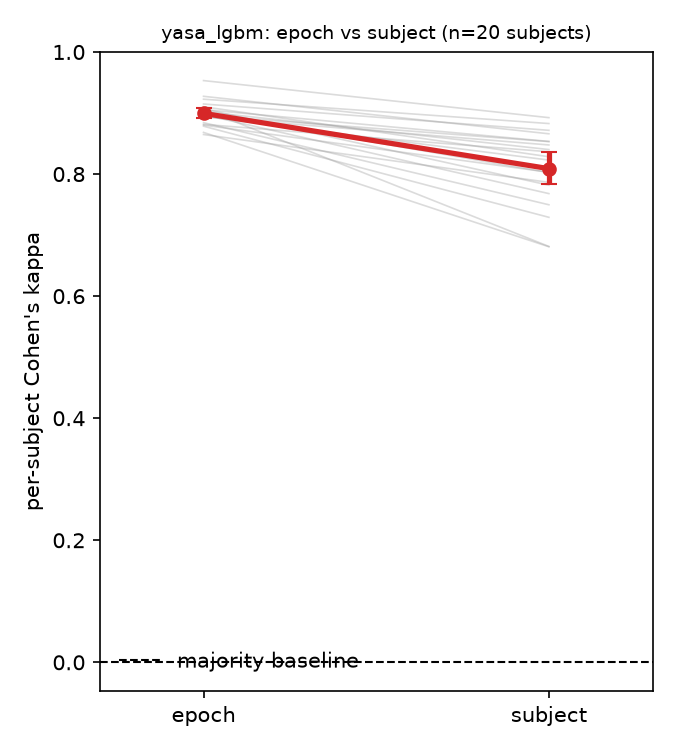 yasa_lgbm: epoch vs subject (n=20 subjects)
per-subject Cohen's kappa
1.0
0.8
0.6
0.4
0.2
0.0
majority baseline
epoch
subject